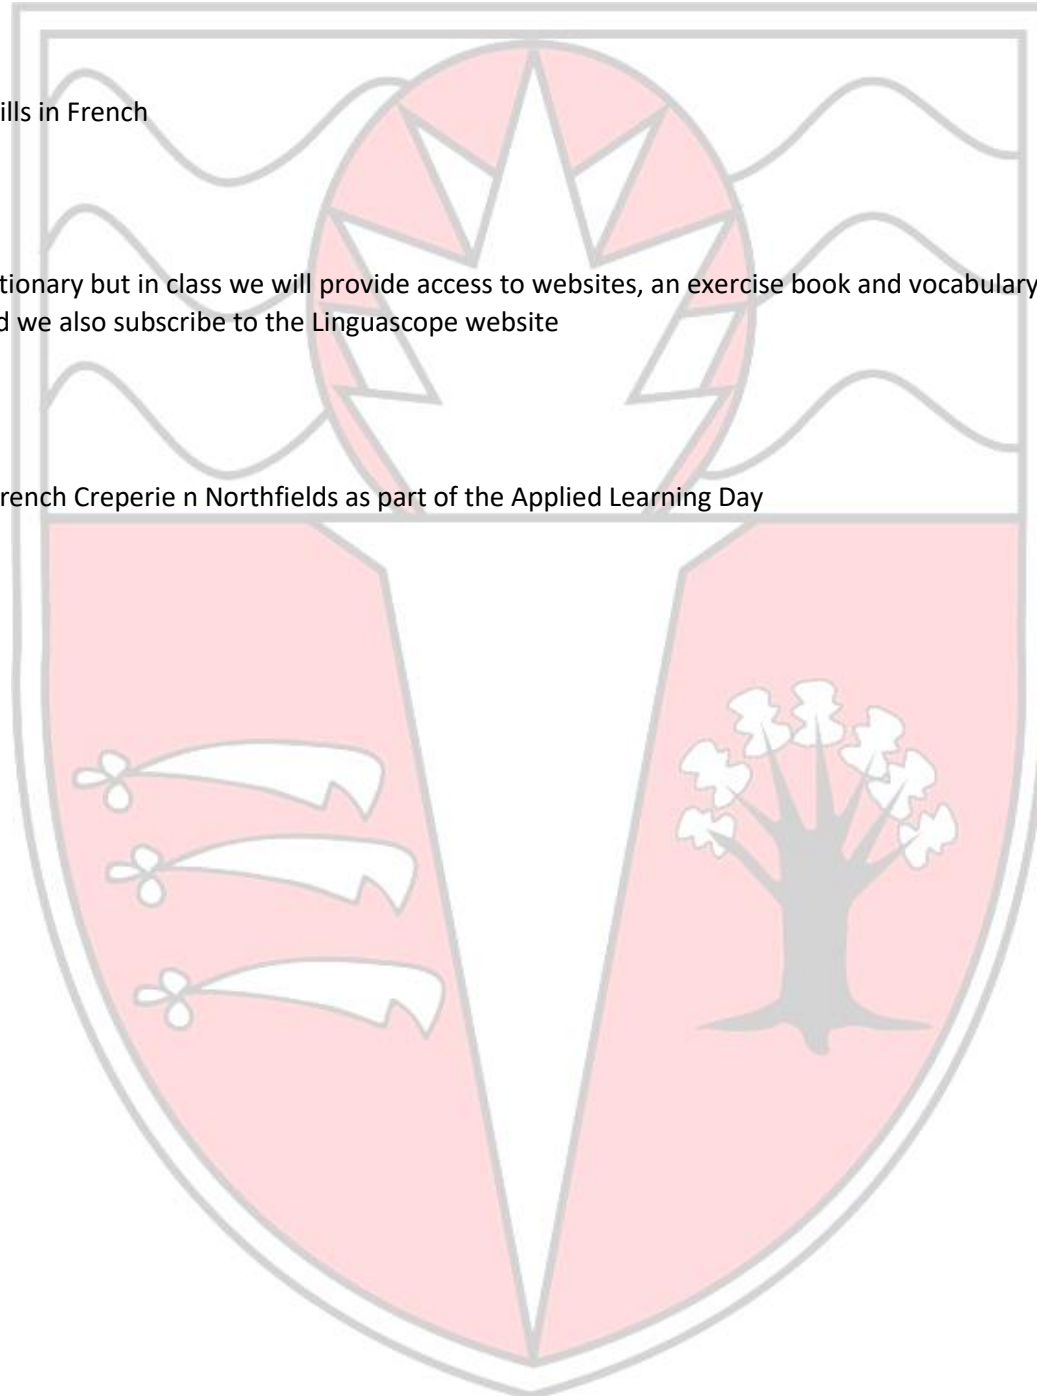 ills in French
tionary but in class we will provide access to websites, an exercise book and vocabulary
d we also subscribe to the Linguascope website
rench Creperie n Northfields as part of the Applied Learning Day